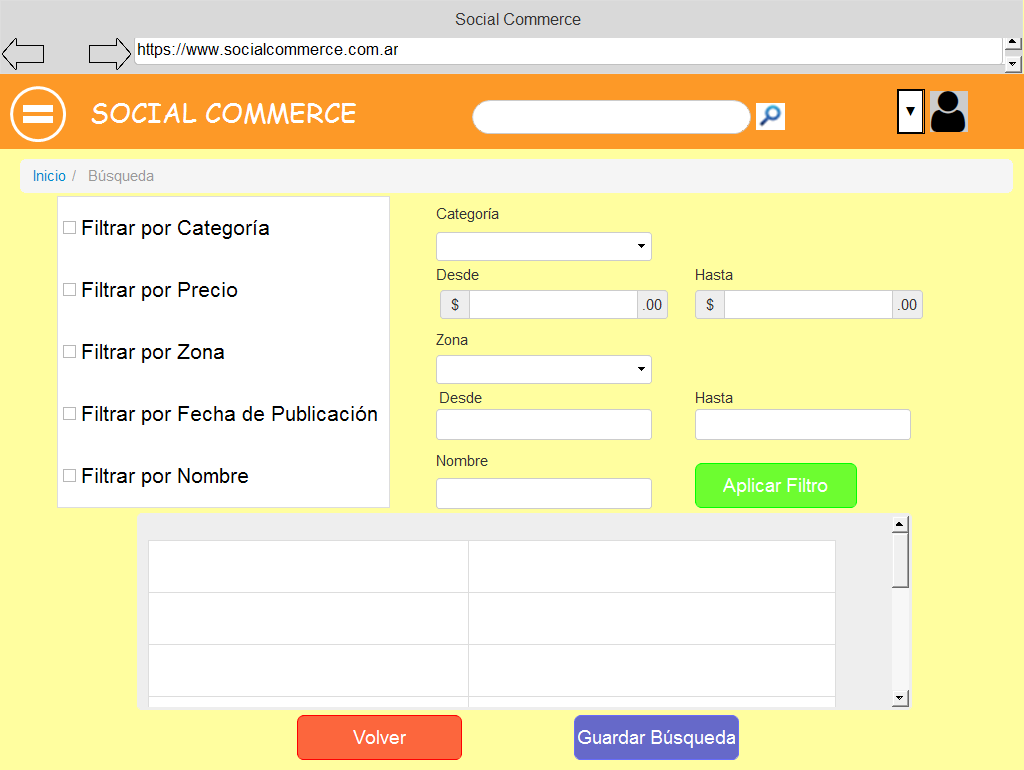 Social Commerce
https://www.socialcommerce.com.ar
SOCIAL COMMERCE
Inicio / Búsqueda
Filtrar por Categoría
Filtrar por Precio
Filtrar por Zona
Filtrar por Fecha de Publicación
Filtrar por Nombre
Categoría
Desde Hasta
$ .00 $ .00
Zona
Desde Hasta
Nombre
Aplicar Filtro
Volver Guardar Búsqueda